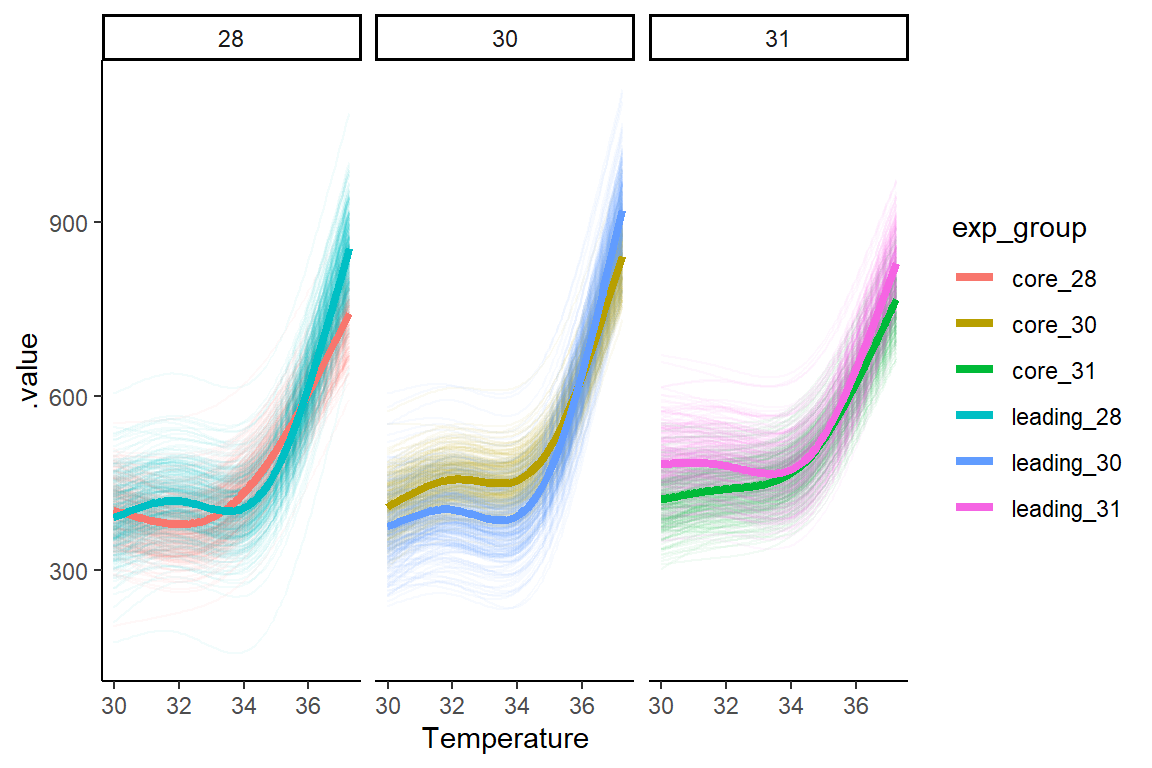 28 30 31
900
600
300
.value
30 32 34 36 30 32 34 36 30 32 34 36
Temperature
exp_group
core_28
core_30
core_31
leading_28
leading_30
leading_31